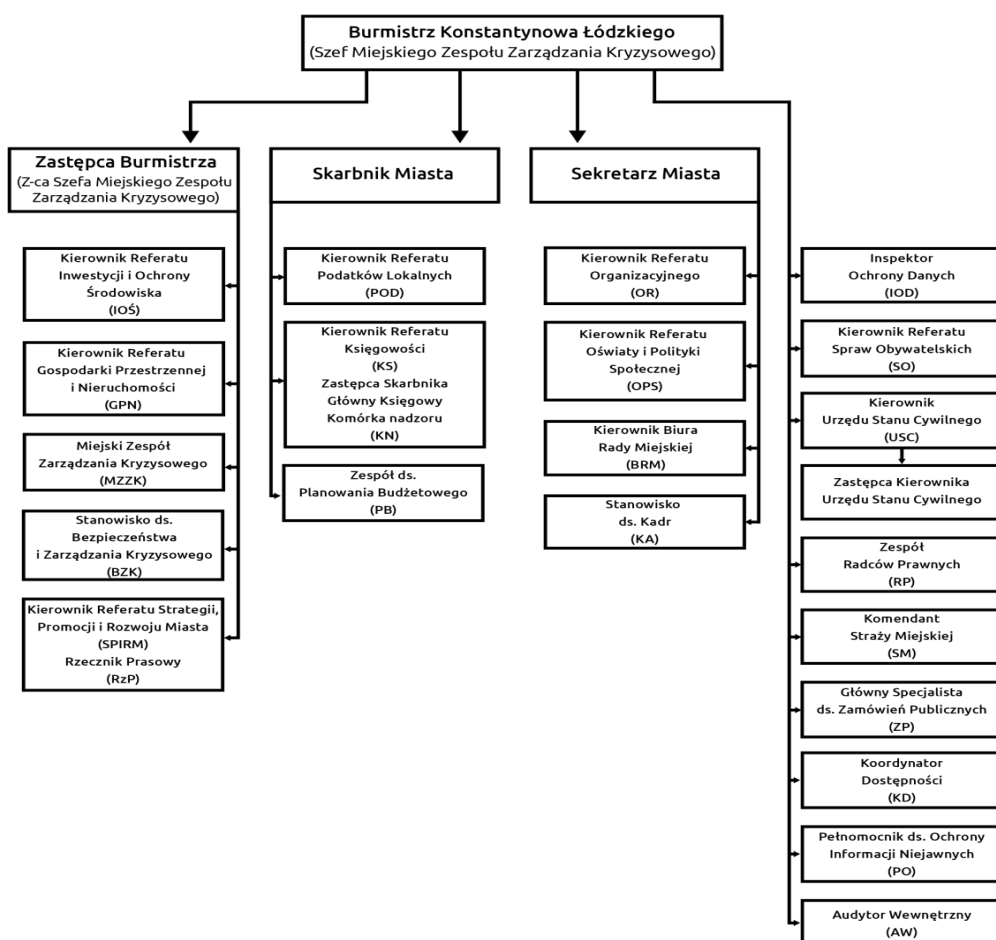 Burmistrz Konstantynowa Łódzkiego
(Szef Miejskiego Zespołu Zarządzania Kryzysowego)
Zastępca Burmistrza
(Z-ca Szefa Miejskiego Zespołu
Zarządzania Kryzysowego)
Kierownik Referatu
Inwestycji i Ochrony
Środowiska
(IOŚ)
Kierownik Referatu
Gospodarki Przestrzennej
i Nieruchomości
(GPN)
Miejski Zespół
Zarządzania Kryzysowego
(MZZK)
Stanowisko ds.
Bezpieczeństwa
i Zarządzania Kryzysowego
(BZK)
Kierownik Referatu Strategii,
Promocji i Rozwoju Miasta
(SPIRM)
Rzecznik Prasowy
(RzP)
Skarbnik Miasta
Kierownik Referatu
Podatków Lokalnych
(POD)
Kierownik Referatu
Księgowości
(KS)
Zastępca Skarbnika
Główny Księgowy
Komórka nadzoru
(KN)
Zespół ds.
Planowania Budżetowego
(PB)
Sekretarz Miasta
Kierownik Referatu
Organizacyjnego
(OR)
Kierownik Referatu
Oświaty i Polityki
Społecznej
(OPS)
Kierownik Biura
Rady Miejskiej
(BRM)
Stanowisko
ds. Kadr
(KA)
Inspektor
Ochrony Danych
(IOD)
Kierownik Referatu
Spraw Obywatelskich
(SO)
Kierownik
Urzędu Stanu Cywilnego
(USC)
Zastępca Kierownika
Urzędu Stanu Cywilnego
Zespół
Radców Prawnych
(RP)
Komendant
Straży Miejskiej
(SM)
Główny Specjalista
ds. Zamówień Publicznych
(ZP)
Koordynator
Dostępności
(KD)
Pełnomocnik ds. Ochrony
Informacji Niejawnych
(PO)
Audytor Wewnętrzny
(AW)